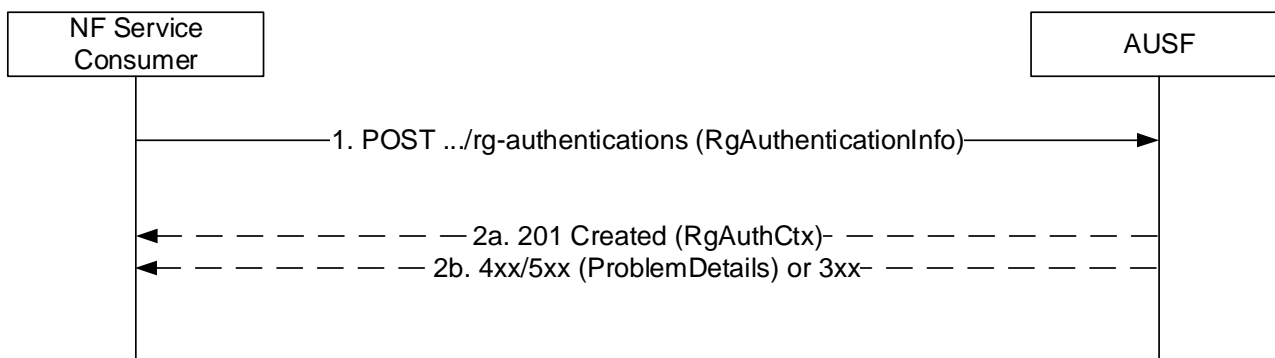 NF Service
Consumer
AUSF
1. POST .../rg-authentications (RgAuthenticationInfo)
2a. 201 Created (RgAuthCtx)
2b. 4xx/5xx (ProblemDetails) or 3xx